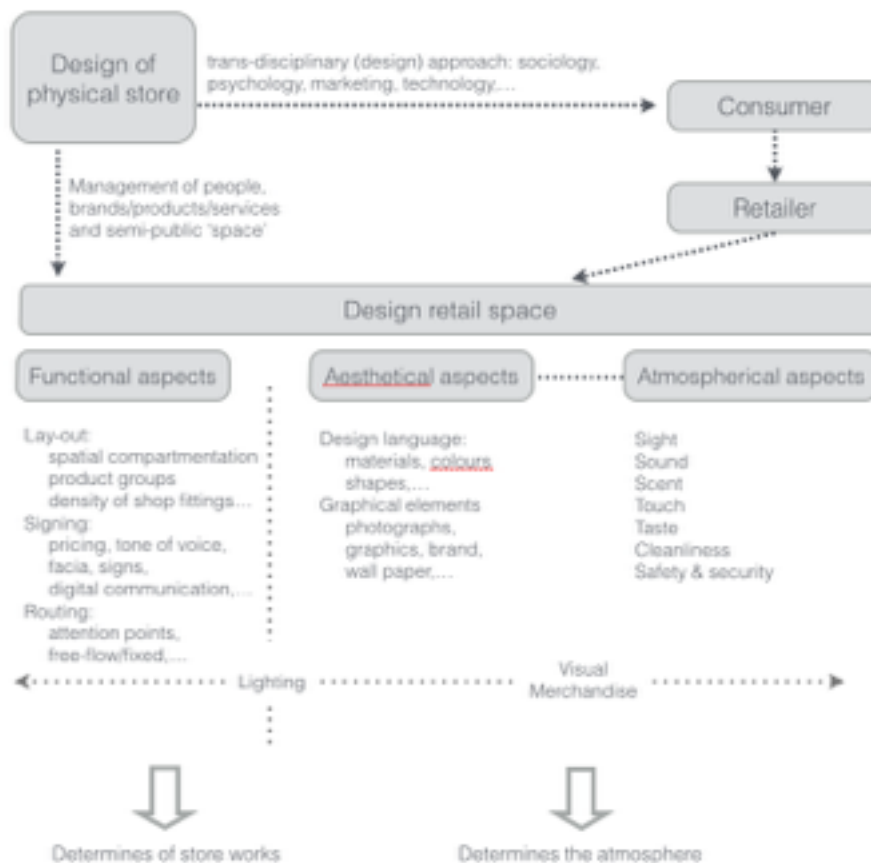 Design of
physical store
trans-disciplinary (design) approach: sociology,
psychology, marketing, technology,...
Consumer
Management of people,
brands/products/services
and semi-public 'space'
Retailer
Design retail space
Functional aspects
Aesthetical aspects
Atmospherical aspects
Lay-out:
spatial compartmentation
product groups
density of shop fittings...
Signing:
pricing, tone of voice,
facia, signs,
digital communication,...
Routing:
attention points,
free-flow/fixed,...
Design language:
materials, colours,
shapes,...
Graphical elements
photographs,
graphics, brand,
wall paper,...
Sight
Sound
Scent
Touch
Taste
Cleanliness
Safety & security
Lighting
Visual
Merchandise
Determines of store works
Determines the atmosphere